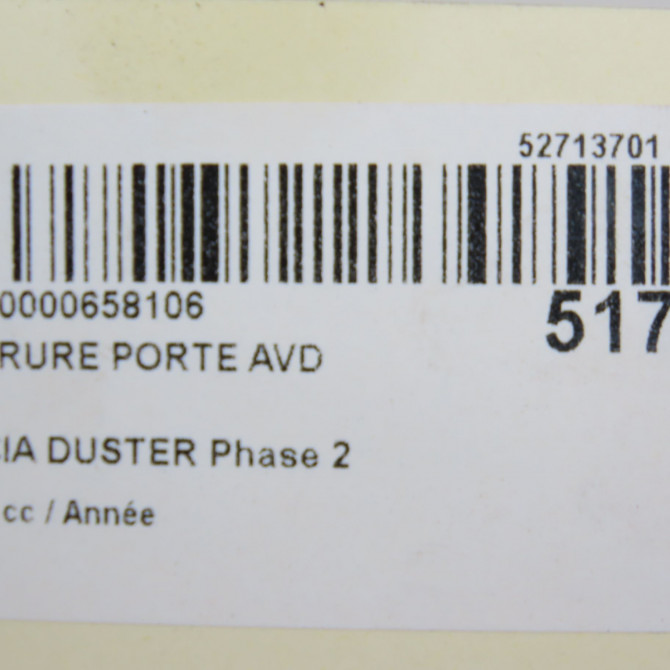 52713701
0000658106
517
RURE PORTE AVD
IA DUSTER Phase 2
cc / Année